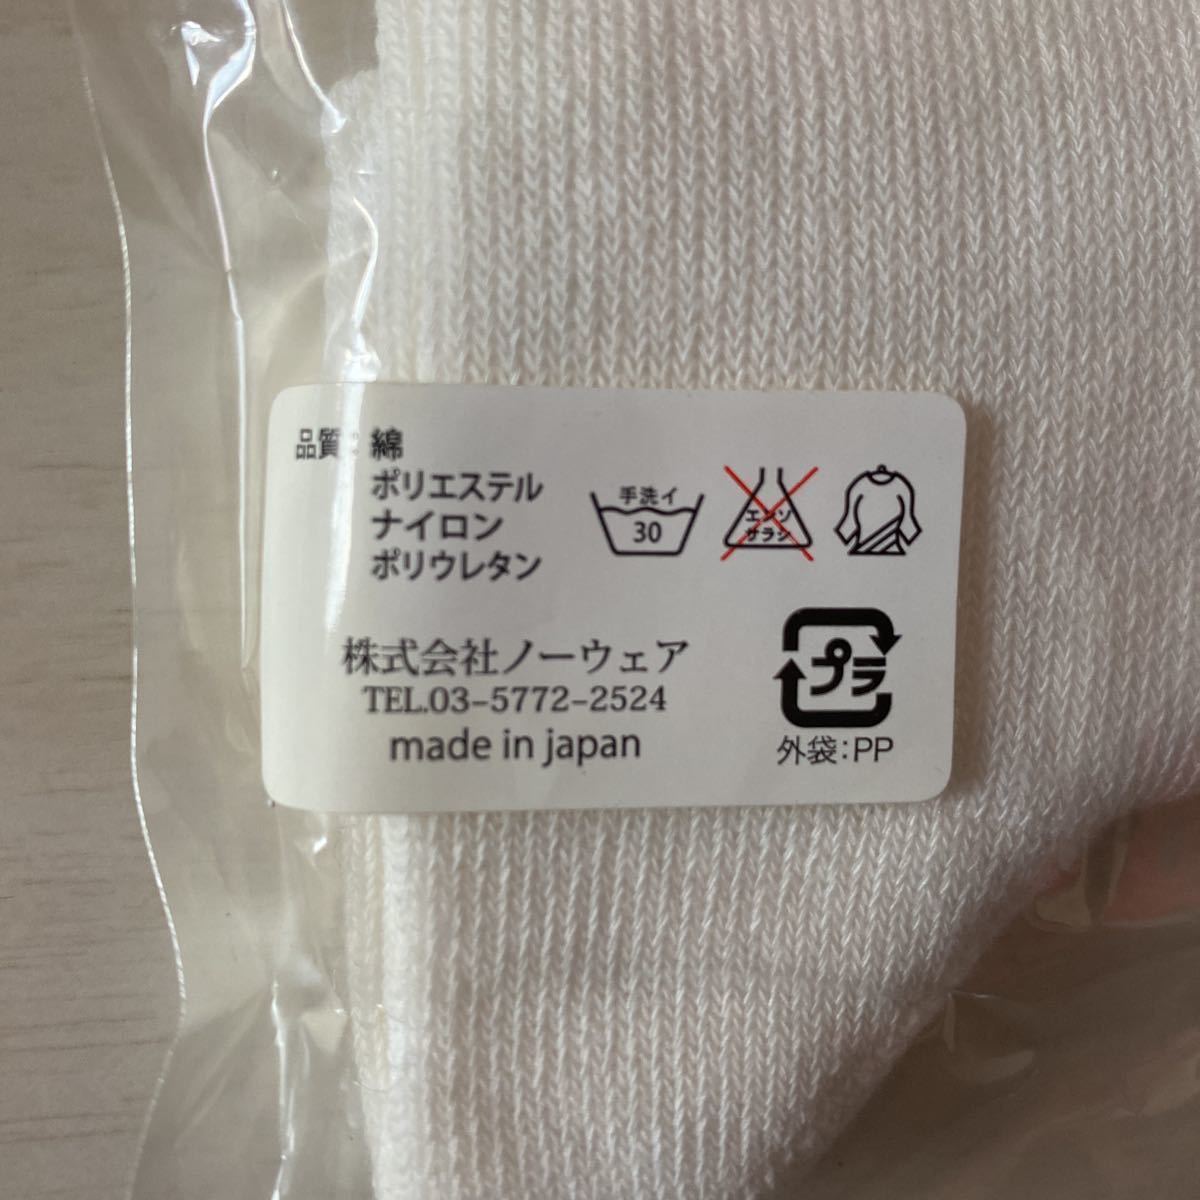 品質 綿
ポリエステル
ナイロン
ポリウレタン
手洗イ
30
エンソ
サラシ
株式会社ノーウェア
TEL.03-5772-2524
made in japan
プラ
外袋:PP